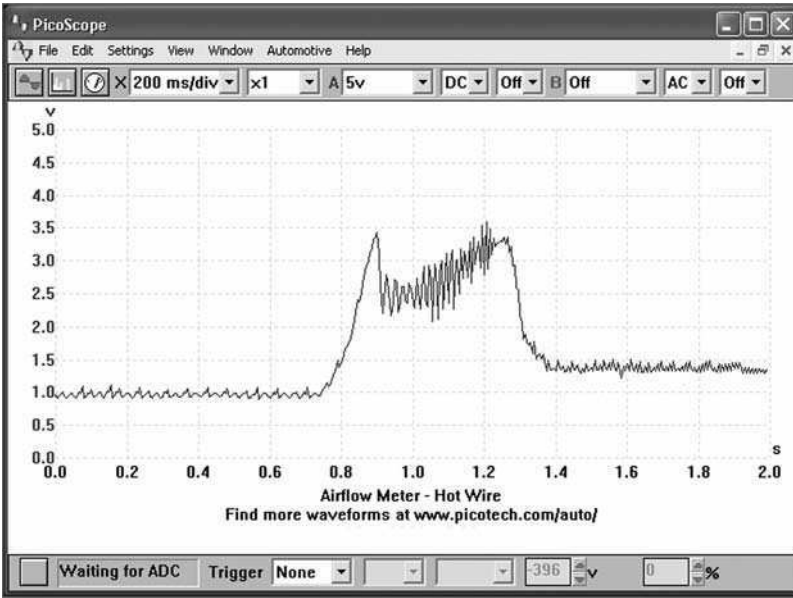 PicoScope
File Edit Settings View Window Automotive Help
X 200 ms/div x1 A 5v DC Off B Off AC Off
v
5.0
4.5
4.0
3.5
3.0
2.5
2.0
1.5
1.0
0.5
0.0
s
0.0 0.2 0.4 0.6 0.8 1.0 1.2 1.4 1.6 1.8 2.0
Airflow Meter - Hot Wire
Find more waveforms at www.picotech.com/auto/
Waiting for ADC Trigger None -396 v 0 %